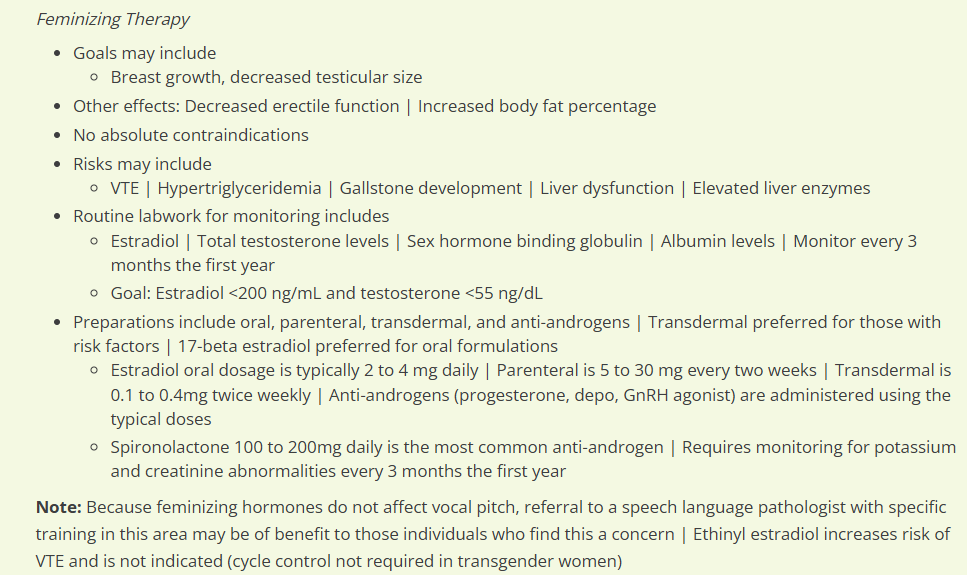 Feminizing Therapy
• Goals may include
◦ Breast growth, decreased testicular size
• Other effects: Decreased erectile function | Increased body fat percentage
• No absolute contraindications
• Risks may include
◦ VTE | Hypertriglyceridemia | Gallstone development | Liver dysfunction | Elevated liver enzymes
• Routine labwork for monitoring includes
◦ Estradiol | Total testosterone levels | Sex hormone binding globulin | Albumin levels | Monitor every 3
months the first year
◦ Goal: Estradiol <200 ng/mL and testosterone <55 ng/dL
• Preparations include oral, parenteral, transdermal, and anti-androgens | Transdermal preferred for those with
risk factors | 17-beta estradiol preferred for oral formulations
◦ Estradiol oral dosage is typically 2 to 4 mg daily | Parenteral is 5 to 30 mg every two weeks | Transdermal is
0.1 to 0.4mg twice weekly | Anti-androgens (progesterone, depo, GnRH agonist) are administered using the
typical doses
◦ Spironolactone 100 to 200mg daily is the most common anti-androgen | Requires monitoring for potassium
and creatinine abnormalities every 3 months the first year
Note: Because feminizing hormones do not affect vocal pitch, referral to a speech language pathologist with specific
training in this area may be of benefit to those individuals who find this a concern | Ethinyl estradiol increases risk of
VTE and is not indicated (cycle control not required in transgender women)